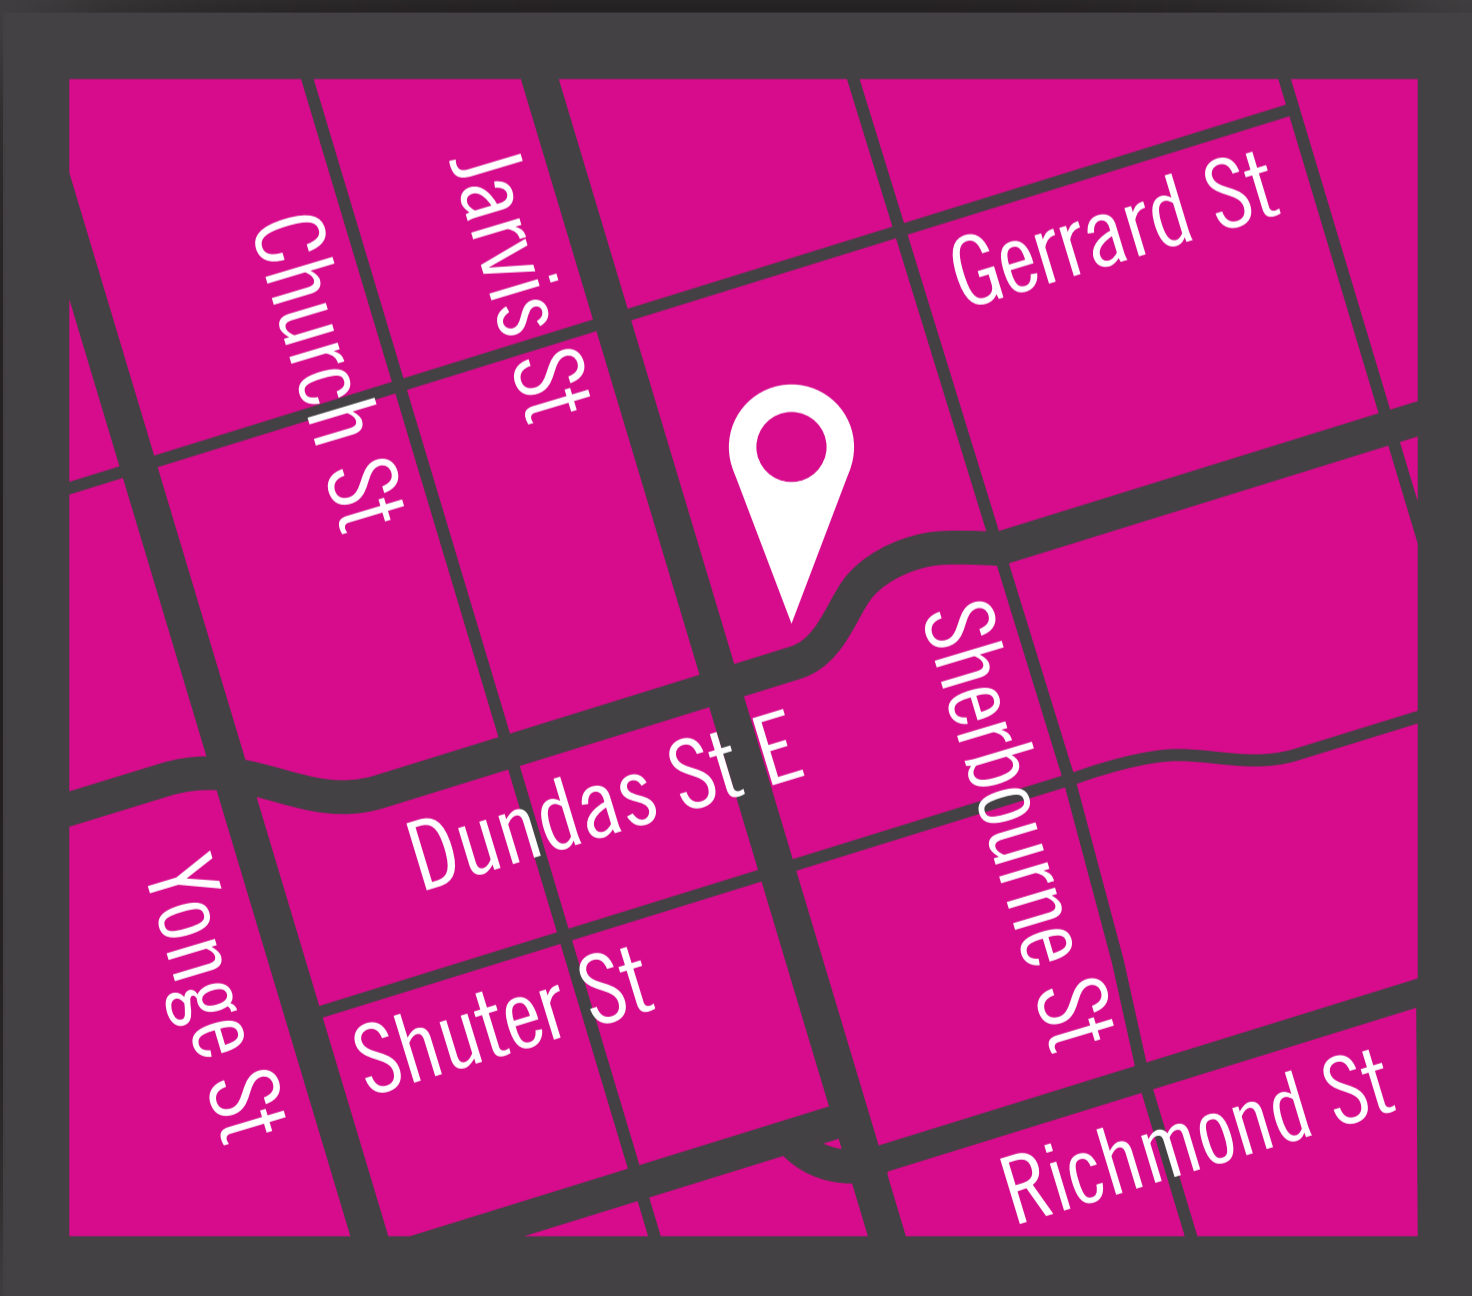 Jarvis St
Church St
Gerrard St
Sherbourne St
Dundas St E
Yonge St
Shuter St
Richmond St